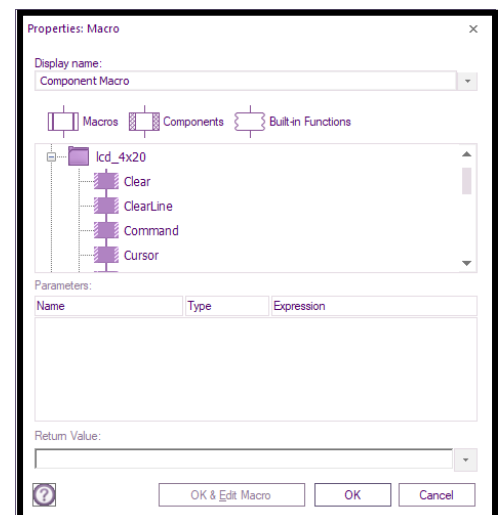 Properties: Macro
Display name:
Component Macro
Macros Components Built-in Functions
lcd_4x20
Clear
ClearLine
Command
Cursor
Parameters:
Name Type Expression
Return Value:
? OK & Edit Macro OK Cancel